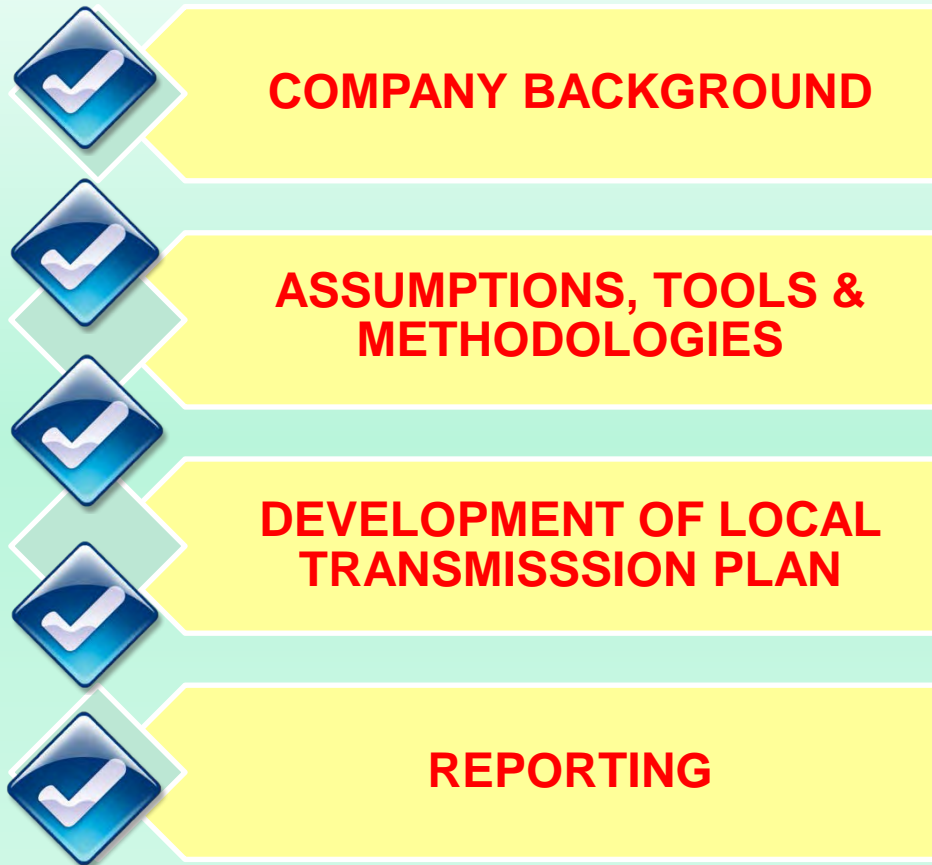 COMPANY BACKGROUND
ASSUMPTIONS, TOOLS &
METHODOLOGIES
DEVELOPMENT OF LOCAL
TRANSMISSSION PLAN
REPORTING